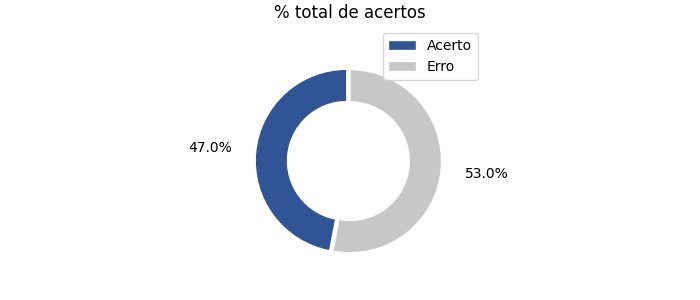 % total de acertos
Acerto
Erro
47.0%
53.0%